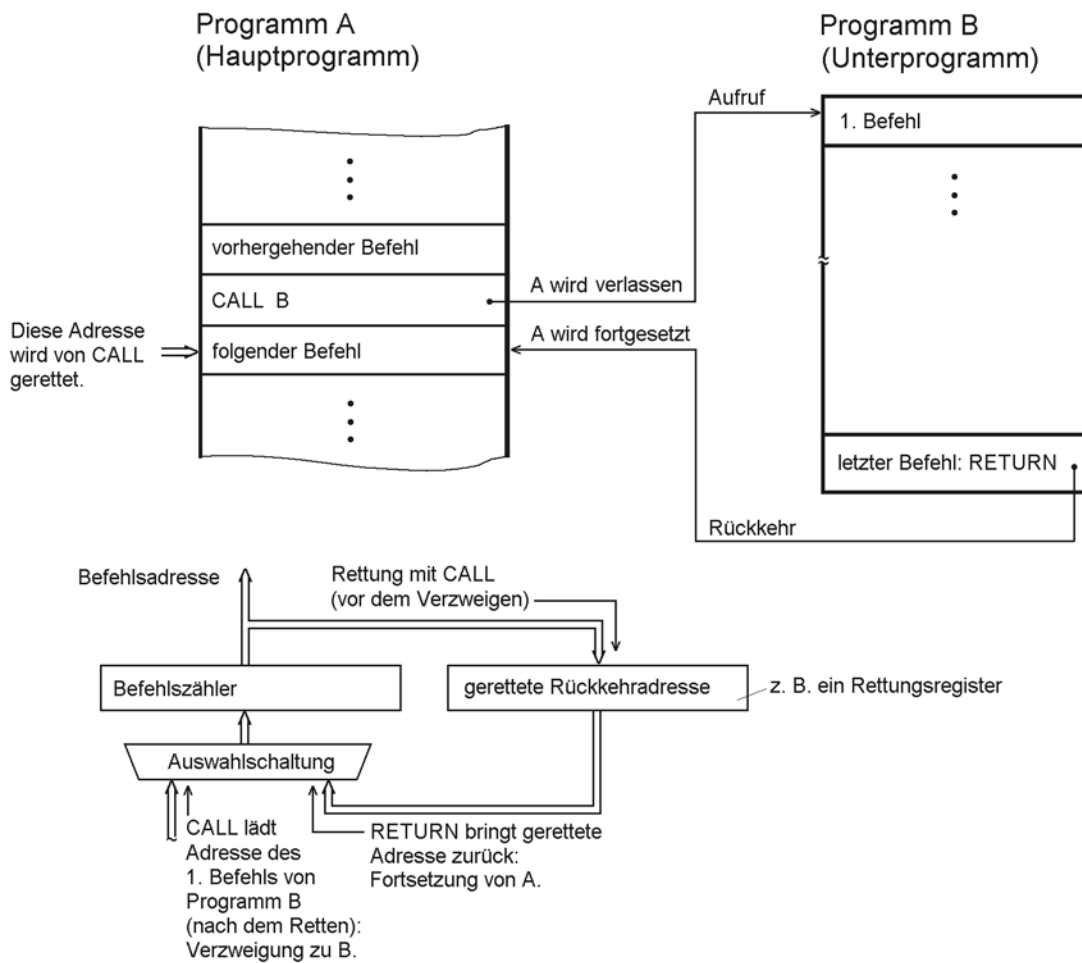 Programm A
(Hauptprogramm)
Programm B
(Unterprogramm)
Aufruf
1. Befehl
vorhergehender Befehl
CALL B
A wird verlassen
Diese Adresse
wird von CALL
gerettet.
folgender Befehl
A wird fortgesetzt
letzter Befehl: RETURN
Rückkehr
Befehlsadresse
Rettung mit CALL
(vor dem Verzweigen)
Befehlszähler
gerettete Rückkehradresse
z. B. ein Rettungsregister
Auswahlschaltung
CALL lädt
Adresse des
1. Befehls von
Programm B
(nach dem Retten):
Verzweigung zu B.
RETURN bringt gerettete
Adresse zurück:
Fortsetzung von A.